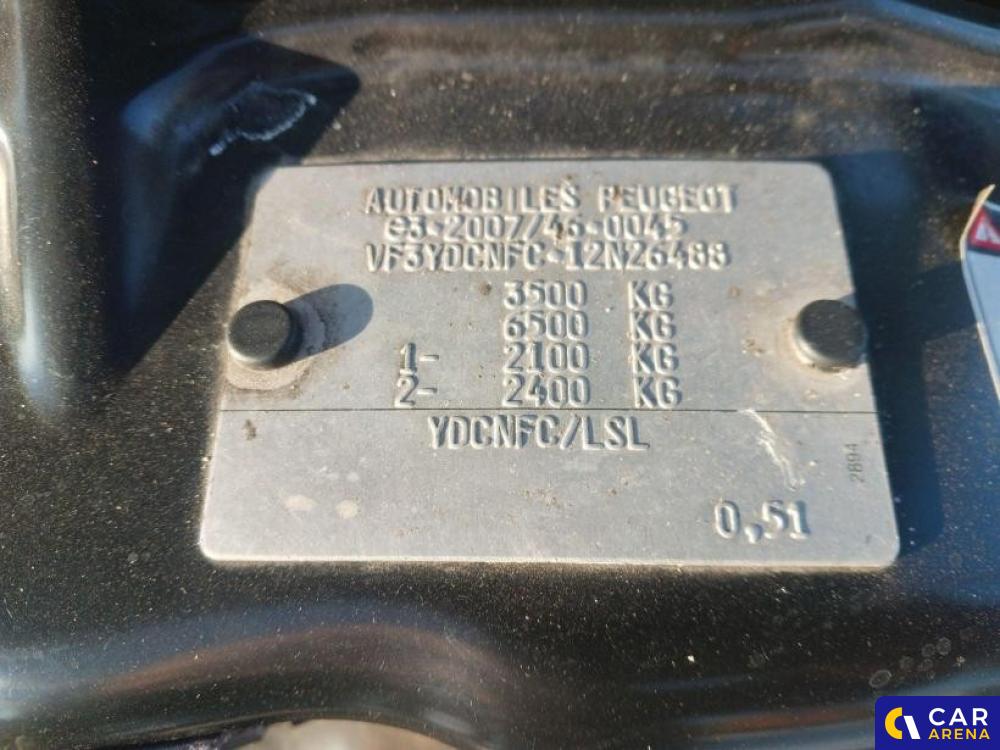 AUTOMOBILES PEUGEOT
e3-2007/46-0045
VF3YDCNFC-12N26488
3500 KG
6500 KG
1- 2100 KG
2- 2400 KG
YDCNFC/LSL
2894
0,51
CAR
ARENA